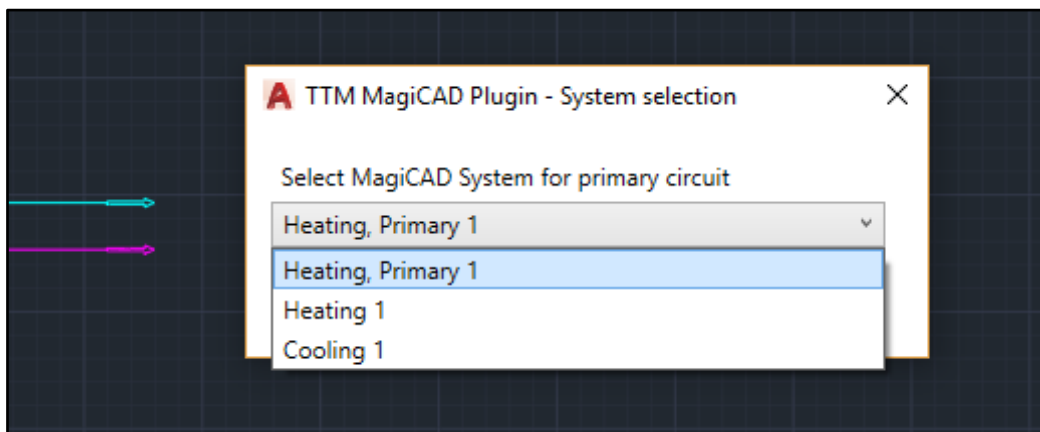 TTM MagiCAD Plugin - System selection
Select MagiCAD System for primary circuit
Heating, Primary 1
Heating, Primary 1
Heating 1
Cooling 1